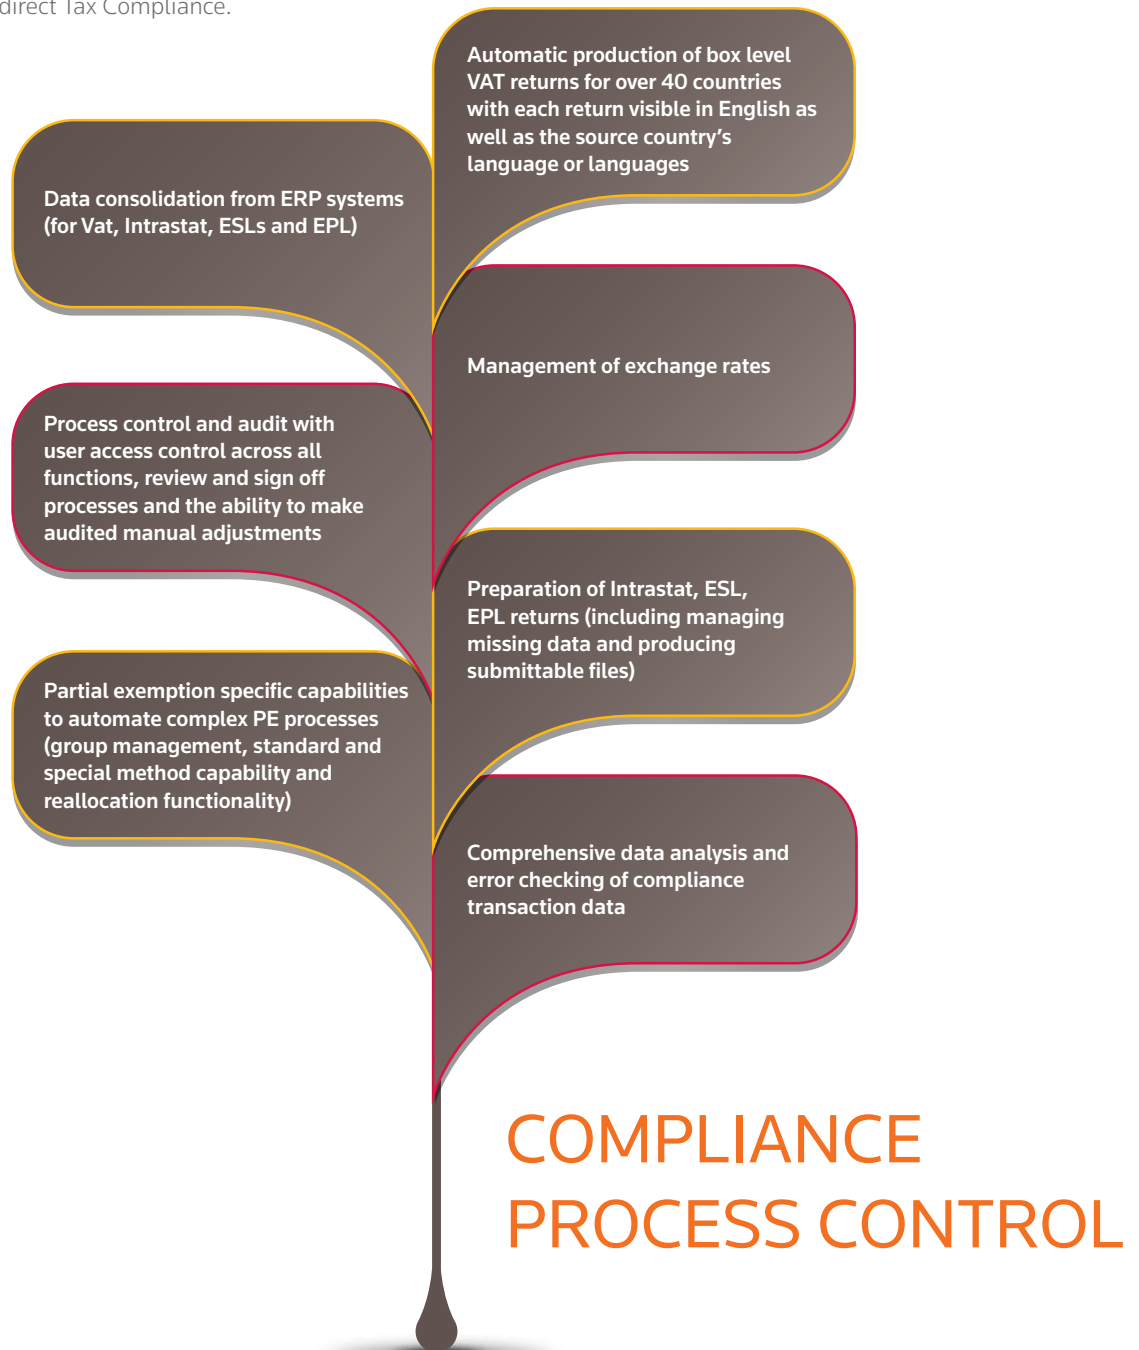 direct Tax Compliance.
Automatic production of box level
VAT returns for over 40 countries
with each return visible in English as
well as the source country’s
language or languages
Data consolidation from ERP systems
(for Vat, Intrastat, ESLs and EPL)
Management of exchange rates
Process control and audit with
user access control across all
functions, review and sign off
processes and the ability to make
audited manual adjustments
Preparation of Intrastat, ESL,
EPL returns (including managing
missing data and producing
submittable files)
Partial exemption specific capabilities
to automate complex PE processes
(group management, standard and
special method capability and
reallocation functionality)
Comprehensive data analysis and
error checking of compliance
transaction data
COMPLIANCE
PROCESS CONTROL